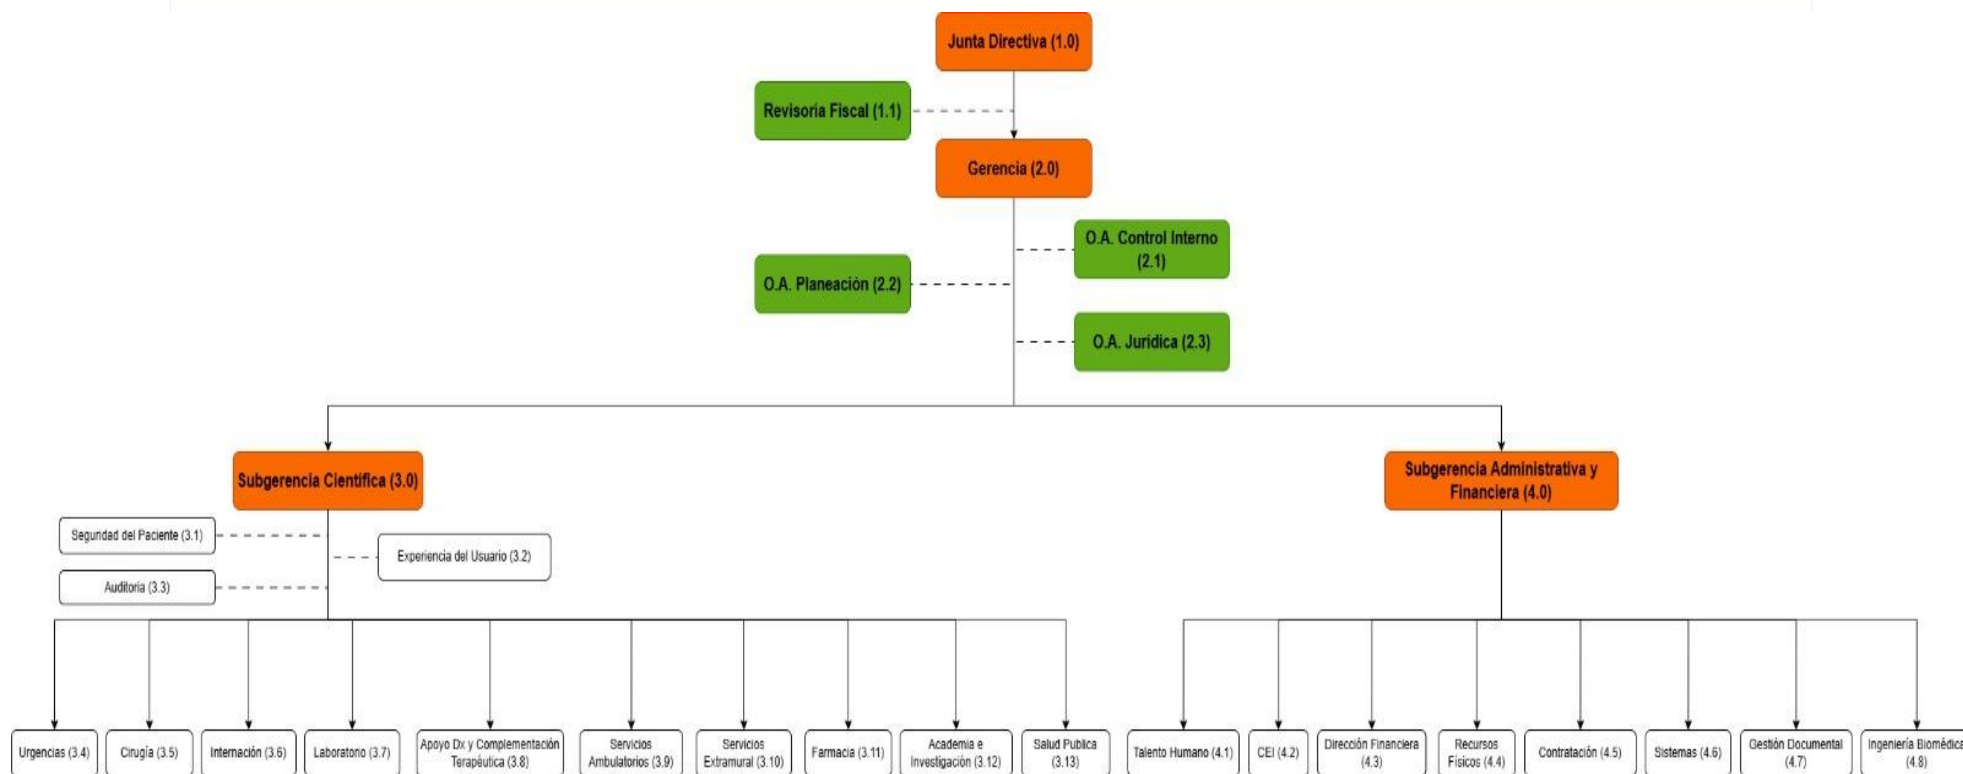 Junta Directiva (1.0)
Revisoría Fiscal (1.1)
Gerencia (2.0)
O.A. Control Interno
(2.1)
O.A. Planeación (2.2)
O.A. Jurídica (2.3)
Subgerencia Científica (3.0)
Subgerencia Administrativa y
Financiera (4.0)
Seguridad del Paciente (3.1)
Experiencia del Usuario (3.2)
Auditoria (3.3)
Urgencias (3.4)
Cirugía (3.5)
Internación (3.6)
Laboratorio (3.7)
Apoyo Dx y Complementación
Terapéutica (3.8)
Servicios
Ambulatorios (3.9)
Servicios
Extramural (3.10)
Farmacia (3.11)
Academia e
Investigación (3.12)
Salud Publica
(3.13)
Talento Humano (4.1)
CEI (4.2)
Dirección Financiera
(4.3)
Recursos
Físicos (4.4)
Contratación (4.5)
Sistemas (4.6)
Gestión Documental
(4.7)
Ingeniería Biomédica
(4.8)